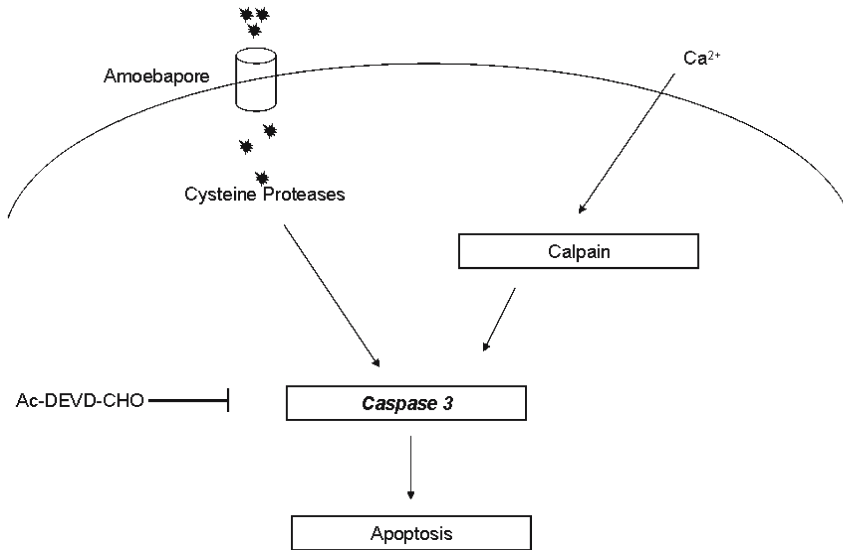 Amoebapore
Ca²⁺
Cysteine Proteases
Calpain
Ac-DEVD-CHO
Caspase 3
Apoptosis